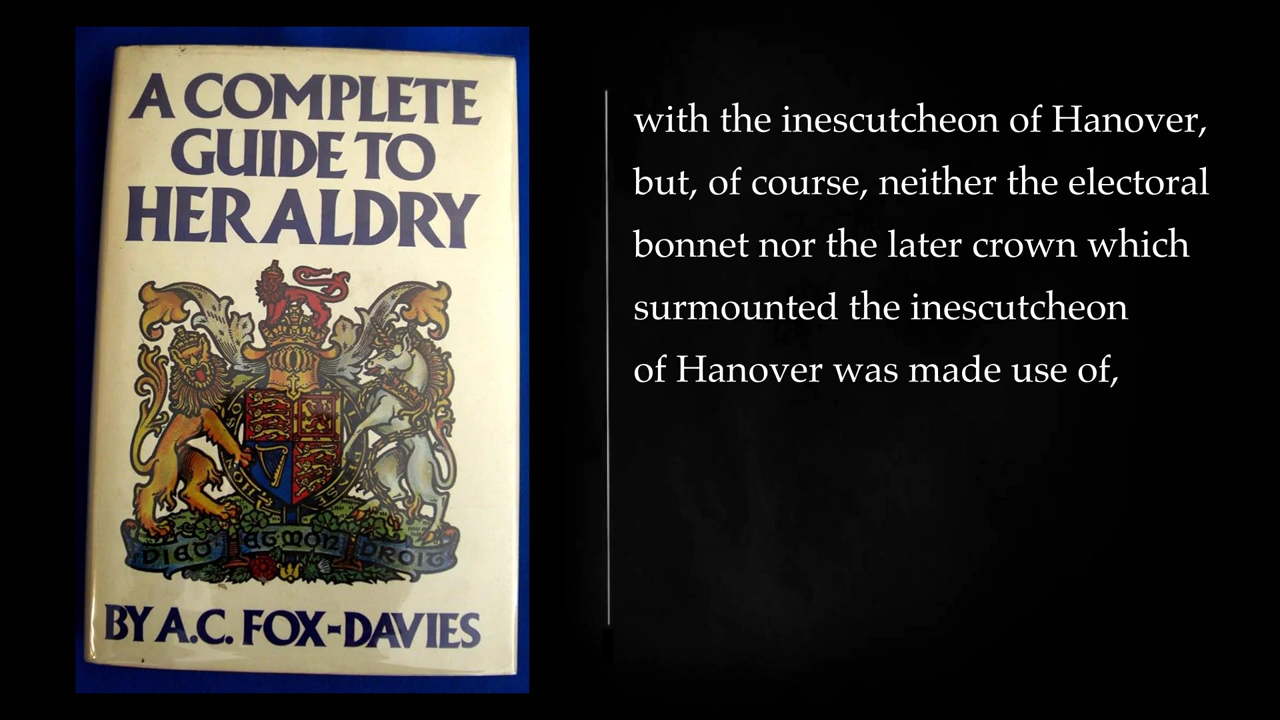 A COMPLETE
GUIDE TO
HERALDRY
DIEU ET MON DROIT
BY A.C. FOX-DAVIES
with the inescutcheon of Hanover,
but, of course, neither the electoral
bonnet nor the later crown which
surmounted the inescutcheon
of Hanover was made use of,